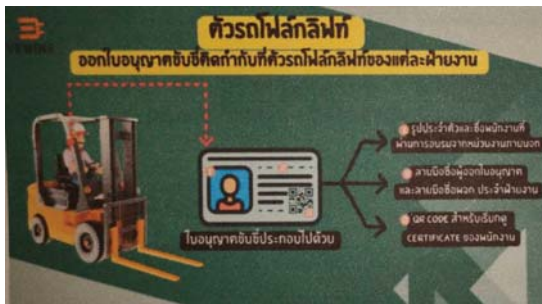 ตัวรถโฟล์กลิฟท์
ออกใบอนุญาตขับขี่ติดกำกับที่ตัวรถโฟล์กลิฟท์ของแต่ละฝ่ายงาน
รูปประจำตัวและชื่อพนักงานที่
ผ่านการอบรมจากหน่วยงานภายนอก
ลายมือชื่อผู้ออกใบอนุญาต
และลายมือชื่อผจก. ประจำฝ่ายงาน
QR CODE สำหรับเรียกดู
CERTIFICATE ของพนักงาน
ใบอนุญาตขับขี่ประกอบไปด้วย